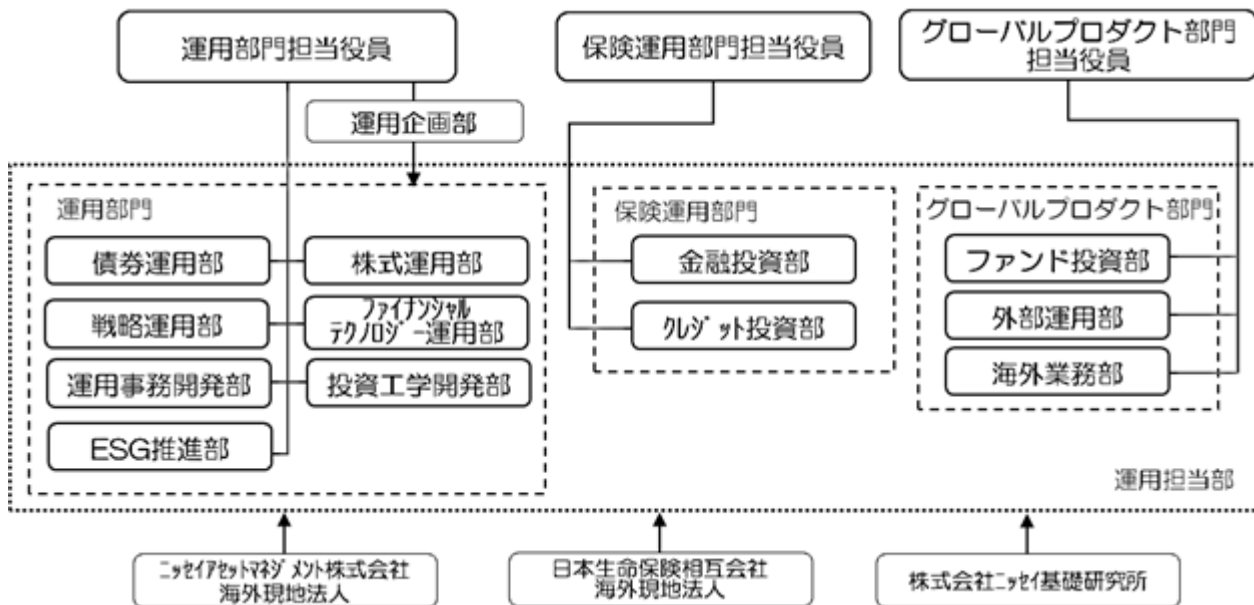 運用部門担当役員
保険運用部門担当役員
グローバルプロダクト部門
担当役員
運用企画部
運用部門
債券運用部
株式運用部
戦略運用部
ファイナンシャル
テクノロジー運用部
運用事務開発部
投資工学開発部
ESG推進部
保険運用部門
金融投資部
クレジット投資部
グローバルプロダクト部門
ファンド投資部
外部運用部
海外業務部
運用担当部
ニッセイアセットマネジメント株式会社
海外現地法人
日本生命保険相互会社
海外現地法人
株式会社ニッセイ基礎研究所